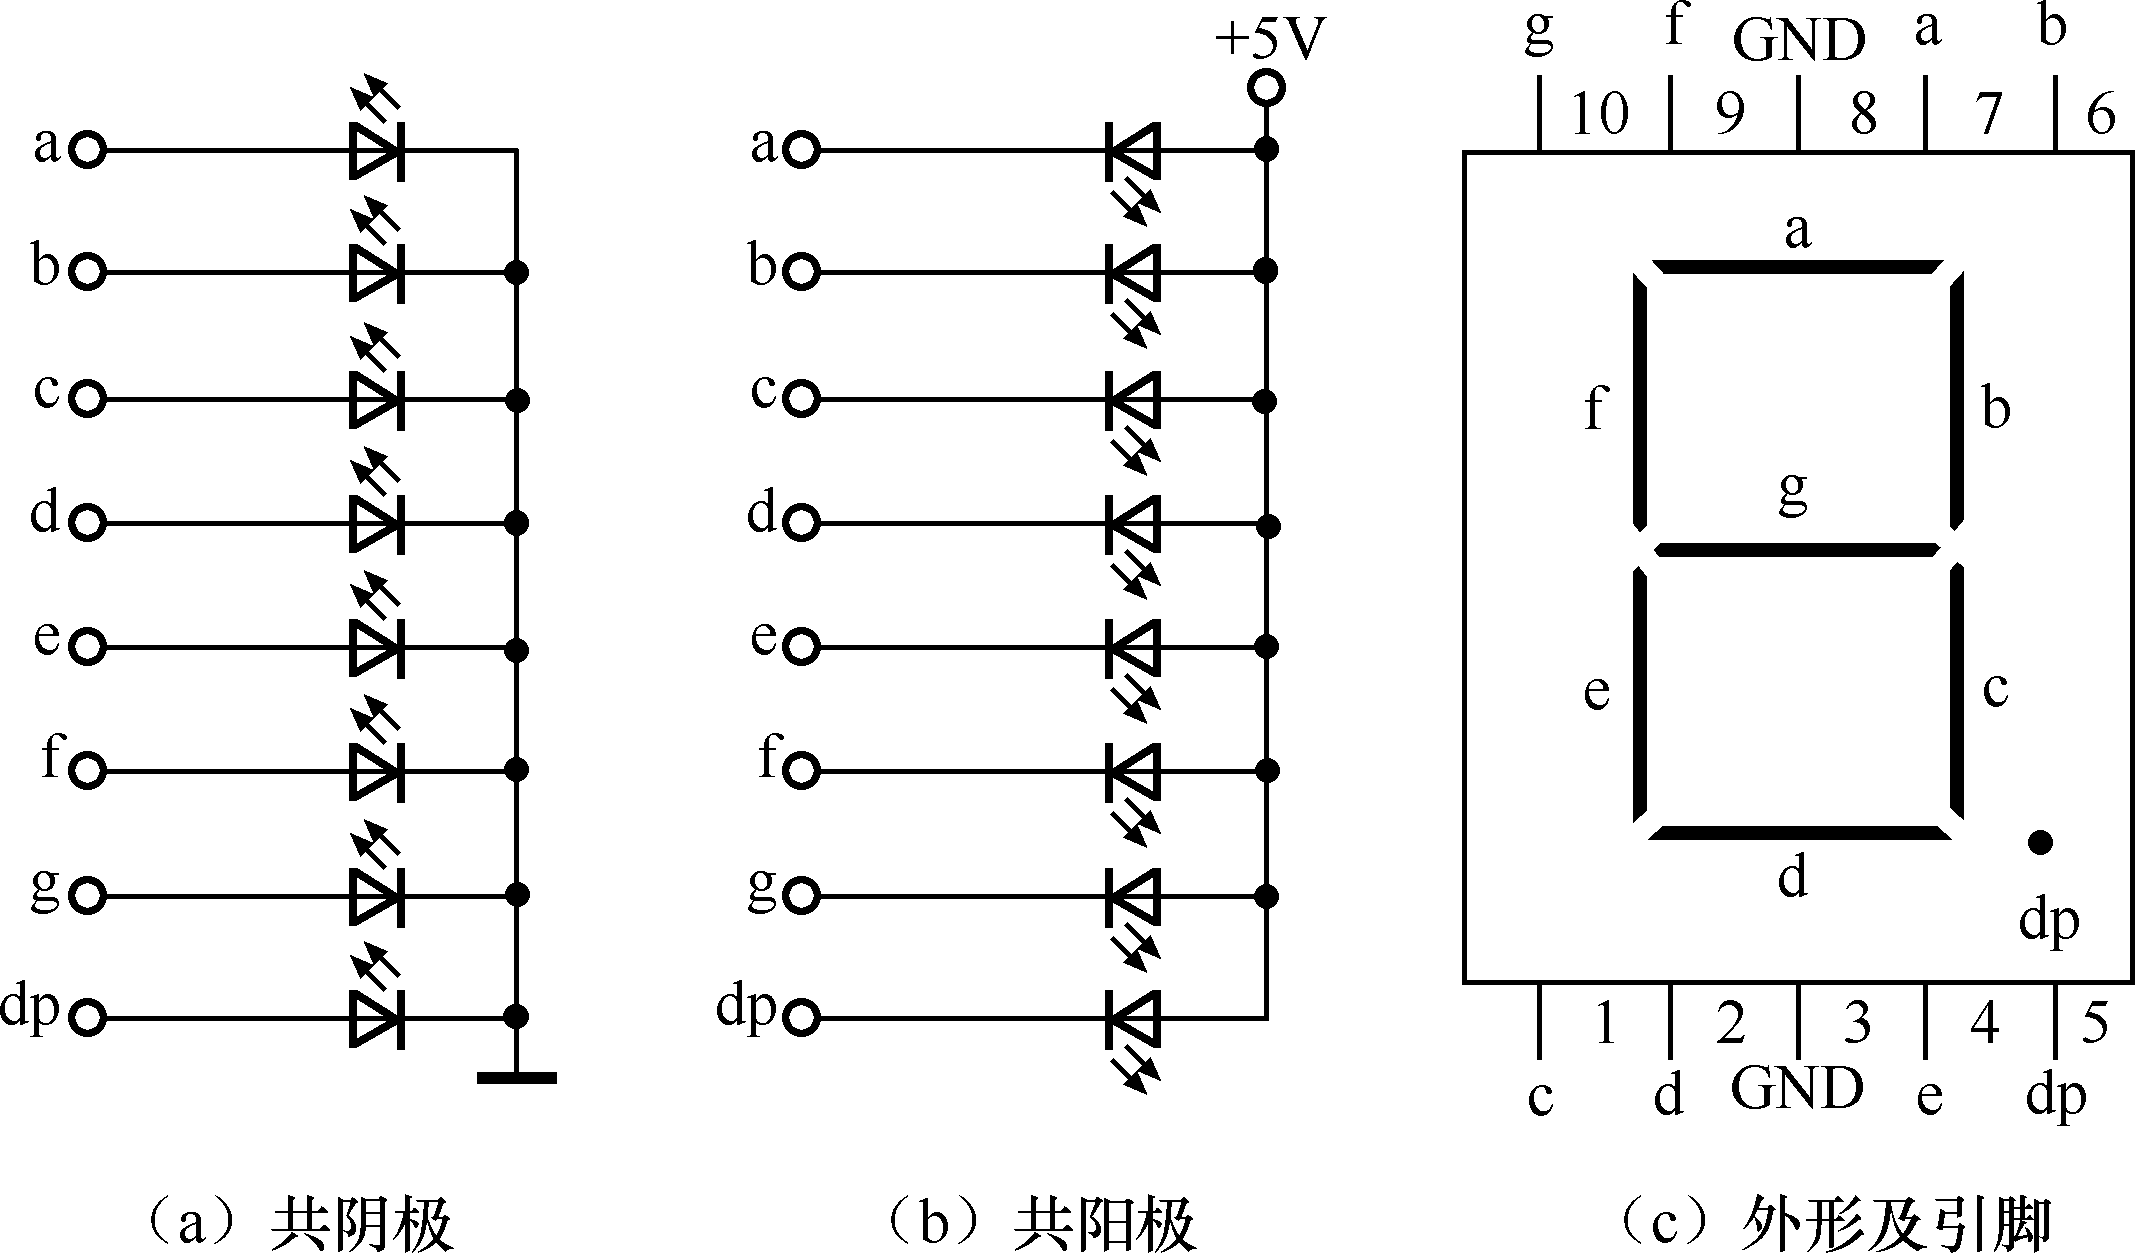 a
b
c
d
e
f
g
dp
（a）共阴极
+5V
a
b
c
d
e
f
g
dp
（b）共阳极
g f GND a b
10 9 8 7 6
a
f b
g
e c
d
dp
1 2 3 4 5
c d GND e dp
（c）外形及引脚